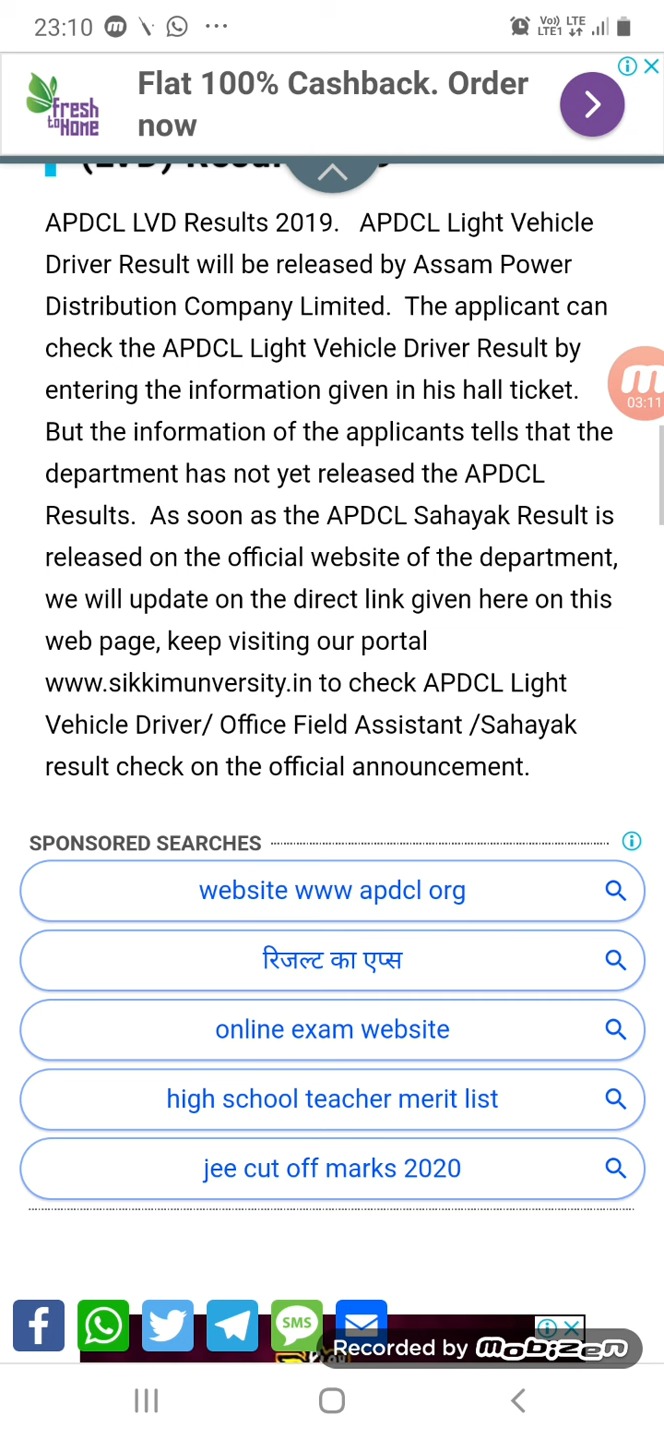 23:10
Vo)) LTE
LTE1
fresh
to HOME
Flat 100% Cashback. Order
now
APDCL LVD Results 2019. APDCL Light Vehicle
Driver Result will be released by Assam Power
Distribution Company Limited. The applicant can
check the APDCL Light Vehicle Driver Result by
entering the information given in his hall ticket.
03:11
But the information of the applicants tells that the
department has not yet released the APDCL
Results. As soon as the APDCL Sahayak Result is
released on the official website of the department,
we will update on the direct link given here on this
web page, keep visiting our portal
www.sikkimunversity.in to check APDCL Light
Vehicle Driver/ Office Field Assistant /Sahayak
result check on the official announcement.
SPONSORED SEARCHES
website www apdcl org
रिजल्ट का एप्स
online exam website
high school teacher merit list
jee cut off marks 2020
SMS
Recorded by mobizen